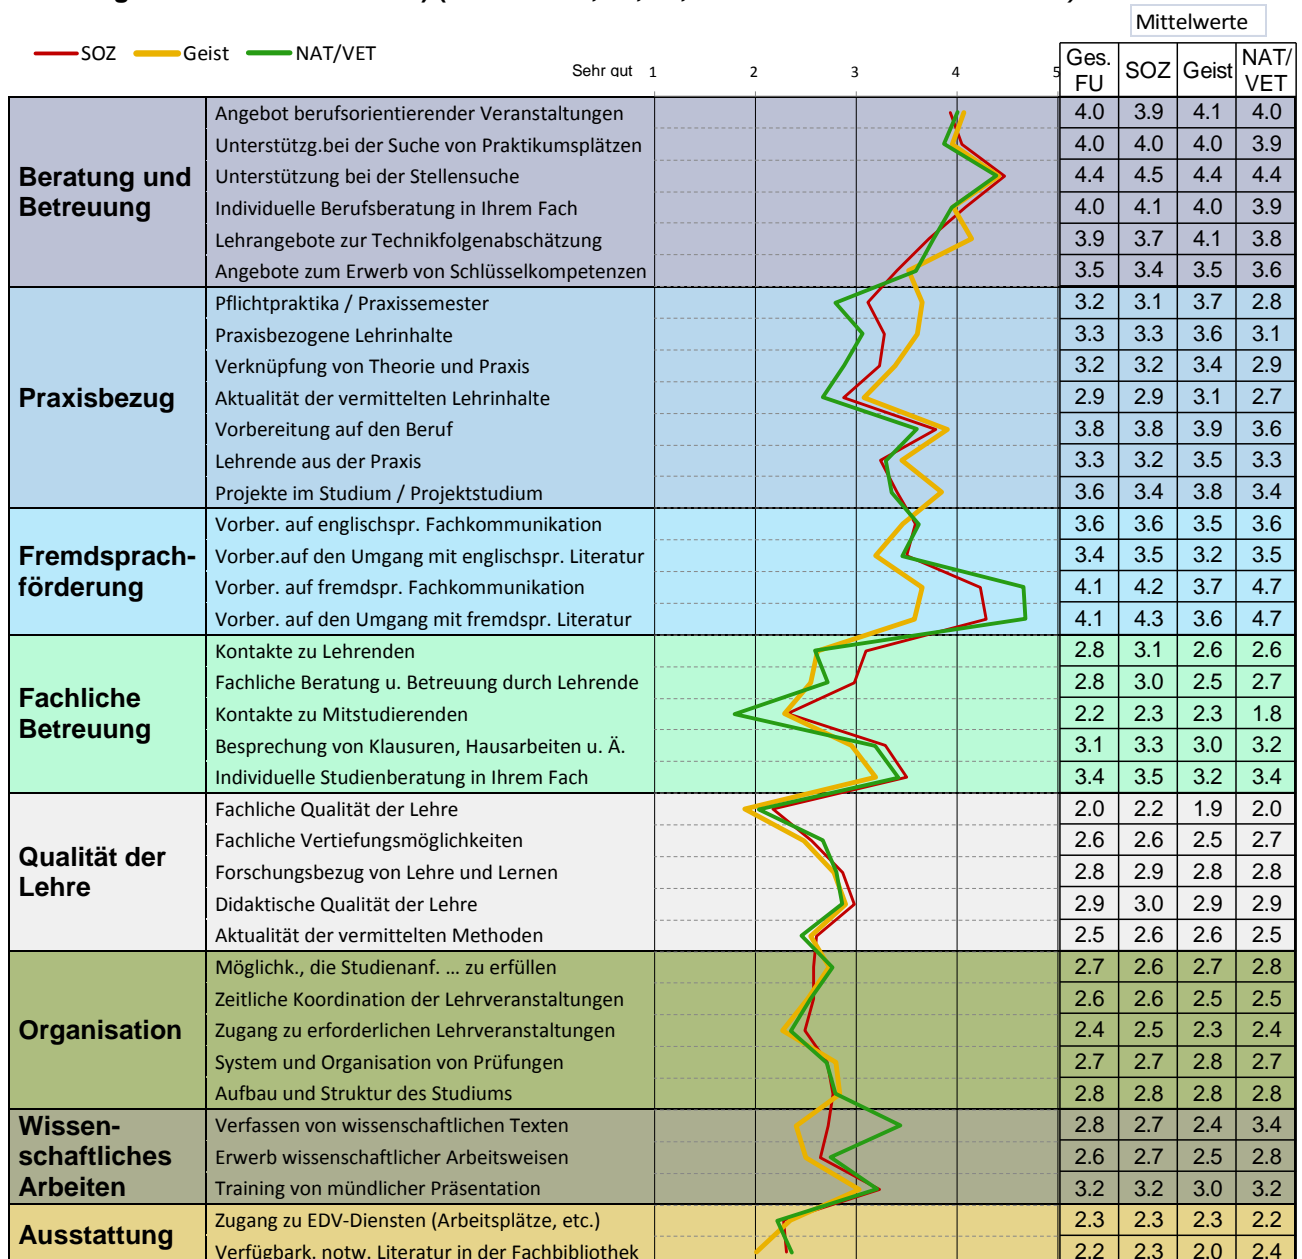 Mittelwerte
SOZ Geist NAT/VET
Sehr gut 1 2 3 4 5
Ges. FU SOZ Geist NAT/ VET
Beratung und Betreuung
Angebot berufsorientierender Veranstaltungen 4.0 3.9 4.1 4.0
Unterstützg.bei der Suche von Praktikumsplätzen 4.0 4.0 4.0 3.9
Unterstützung bei der Stellensuche 4.4 4.5 4.4 4.4
Individuelle Berufsberatung in Ihrem Fach 4.0 4.1 4.0 3.9
Lehrangebote zur Technikfolgenabschätzung 3.9 3.7 4.1 3.8
Angebote zum Erwerb von Schlüsselkompetenzen 3.5 3.4 3.5 3.6
Praxisbezug
Pflichtpraktika / Praxissemester 3.2 3.1 3.7 2.8
Praxisbezogene Lehrinhalte 3.3 3.3 3.6 3.1
Verknüpfung von Theorie und Praxis 3.2 3.2 3.4 2.9
Aktualität der vermittelten Lehrinhalte 2.9 2.9 3.1 2.7
Vorbereitung auf den Beruf 3.8 3.8 3.9 3.6
Lehrende aus der Praxis 3.3 3.2 3.5 3.3
Projekte im Studium / Projektstudium 3.6 3.4 3.8 3.4
Fremdsprach-
förderung
Vorber. auf englischspr. Fachkommunikation 3.6 3.6 3.5 3.6
Vorber.auf den Umgang mit englischspr. Literatur 3.4 3.5 3.2 3.5
Vorber. auf fremdspr. Fachkommunikation 4.1 4.2 3.7 4.7
Vorber. auf den Umgang mit fremdspr. Literatur 4.1 4.3 3.6 4.7
Fachliche
Betreuung
Kontakte zu Lehrenden 2.8 3.1 2.6 2.6
Fachliche Beratung u. Betreuung durch Lehrende 2.8 3.0 2.5 2.7
Kontakte zu Mitstudierenden 2.2 2.3 2.3 1.8
Besprechung von Klausuren, Hausarbeiten u. Ä. 3.1 3.3 3.0 3.2
Individuelle Studienberatung in Ihrem Fach 3.4 3.5 3.2 3.4
Qualität der
Lehre
Fachliche Qualität der Lehre 2.0 2.2 1.9 2.0
Fachliche Vertiefungsmöglichkeiten 2.6 2.6 2.5 2.7
Forschungsbezug von Lehre und Lernen 2.8 2.9 2.8 2.8
Didaktische Qualität der Lehre 2.9 3.0 2.9 2.9
Aktualität der vermittelten Methoden 2.5 2.6 2.6 2.5
Organisation
Möglichk., die Studienanf. ... zu erfüllen 2.7 2.6 2.7 2.8
Zeitliche Koordination der Lehrveranstaltungen 2.6 2.6 2.5 2.5
Zugang zu erforderlichen Lehrveranstaltungen 2.4 2.5 2.3 2.4
System und Organisation von Prüfungen 2.7 2.7 2.8 2.7
Aufbau und Struktur des Studiums 2.8 2.8 2.8 2.8
Wissen-
schaftliches
Arbeiten
Verfassen von wissenschaftlichen Texten 2.8 2.7 2.4 3.4
Erwerb wissenschaftlicher Arbeitsweisen 2.6 2.7 2.5 2.8
Training von mündlicher Präsentation 3.2 3.2 3.0 3.2
Ausstattung
Zugang zu EDV-Diensten (Arbeitsplätze, etc.) 2.3 2.3 2.3 2.2
Verfügbark. notw. Literatur in der Fachbibliothek 2.2 2.3 2.0 2.4